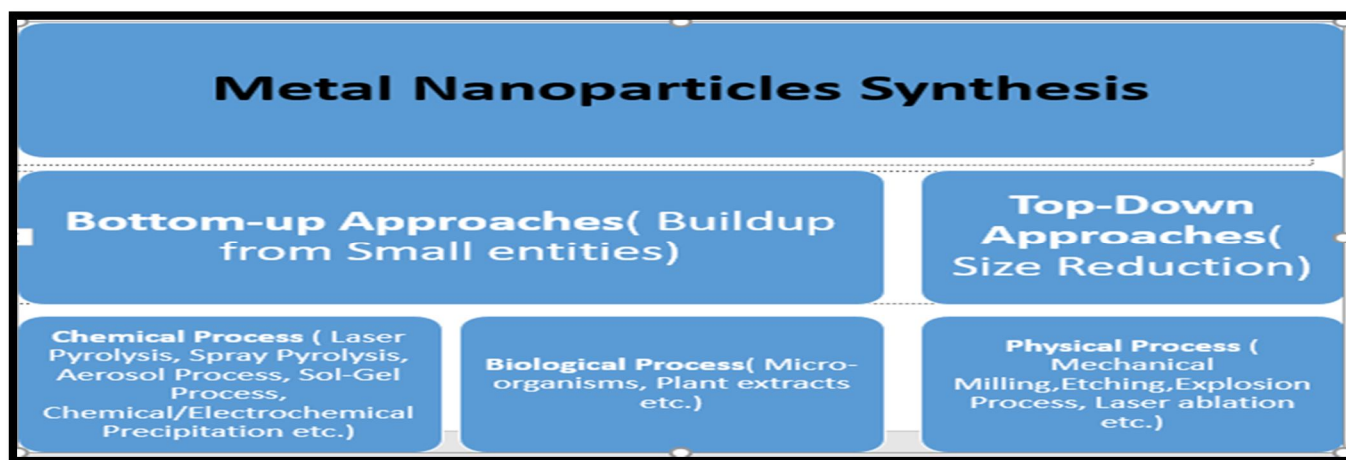 Metal Nanoparticles Synthesis
Bottom-up Approaches( Buildup
from Small entities)
Top-Down
Approaches(
Size Reduction)
Chemical Process ( Laser
Pyrolysis, Spray Pyrolysis,
Aerosol Process, Sol-Gel
Process,
Chemical/Electrochemical
Precipitation etc.)
Biological Process( Micro-
organisms, Plant extracts
etc.)
Physical Process (
Mechanical
Milling,Etching,Explosion
Process, Laser ablation
etc.)